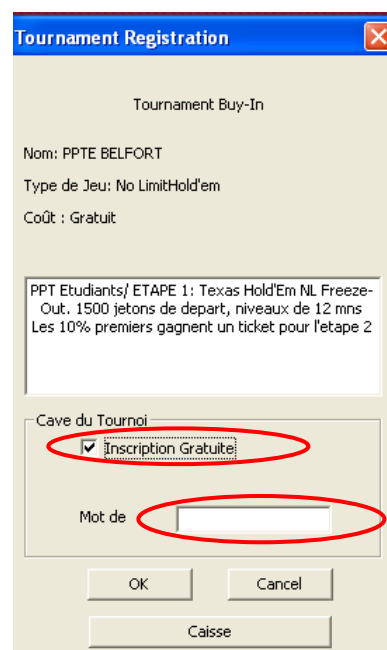 Tournament Registration
Tournament Buy-In
Nom: PPTE BELFORT
Type de Jeu: No LimitHold'em
Coût : Gratuit
PPT Etudiants/ ETAPE 1: Texas Hold'Em NL Freeze-
Out. 1500 jetons de depart, niveaux de 12 mns
Les 10% premiers gagnent un ticket pour l'etape 2
Cave du Tournoi
Inscription Gratuite
Mot de
OK
Cancel
Caisse